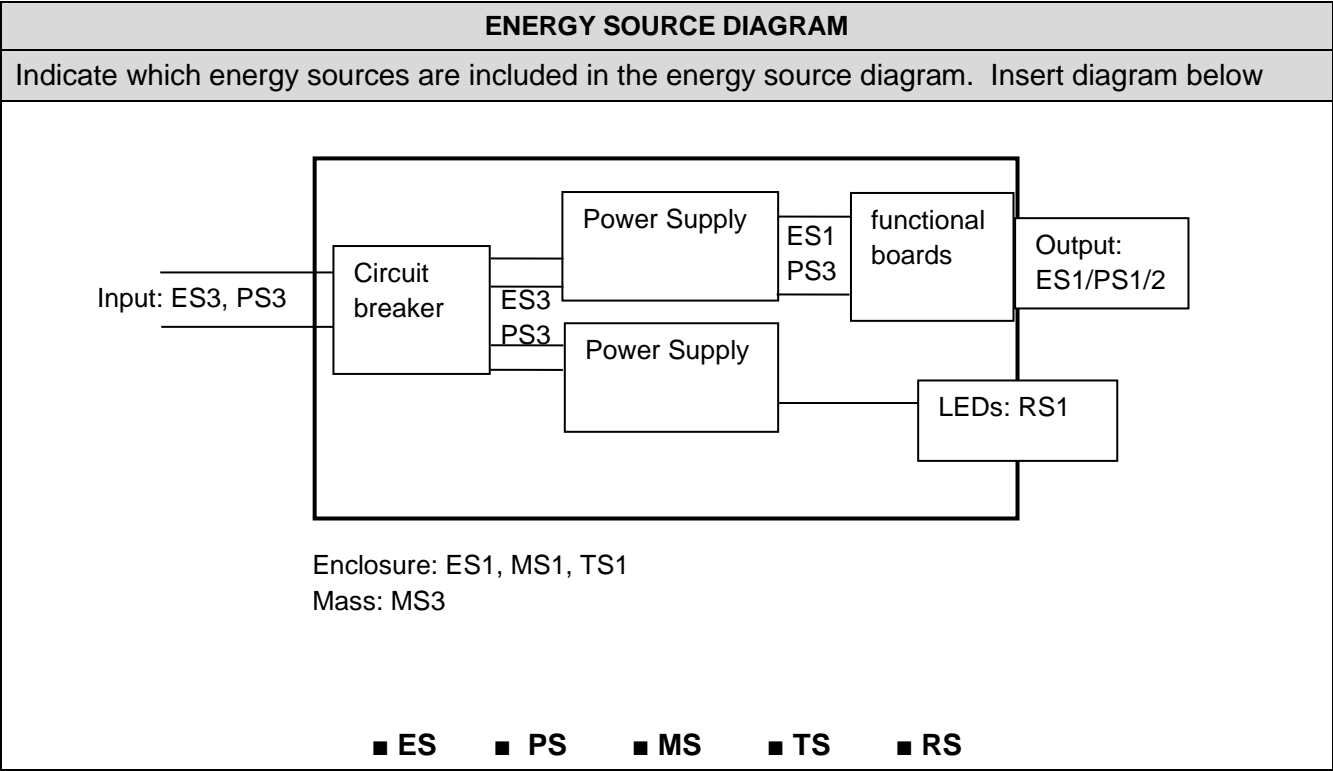 ENERGY SOURCE DIAGRAM
Indicate which energy sources are included in the energy source diagram.  Insert diagram below
Input: ES3, PS3
Circuit
breaker
ES3
PS3
Power Supply
Power Supply
ES1
PS3
functional
boards
Output:
ES1/PS1/2
LEDs: RS1
Enclosure: ES1, MS1, TS1
Mass: MS3
■ ES ■ PS ■ MS ■ TS ■ RS